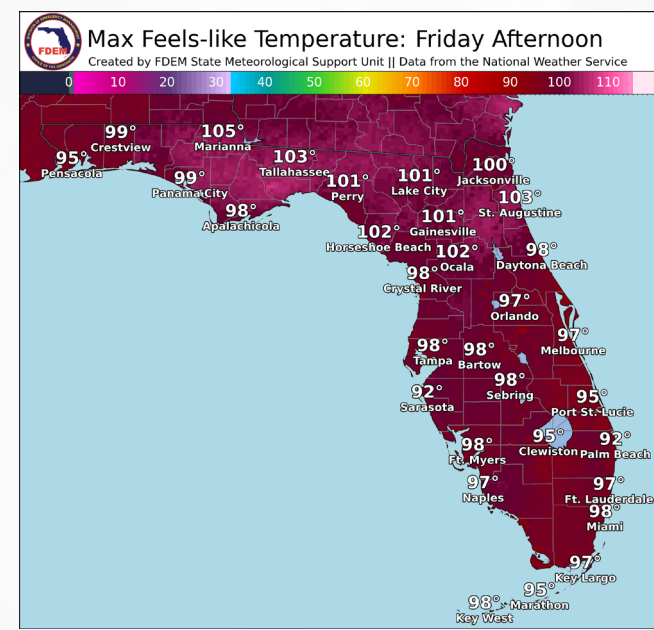 DIVISION OF EMERGENCY MANAGEMENT
FDEM
Max Feels-like Temperature: Friday Afternoon
Created by FDEM State Meteorological Support Unit || Data from the National Weather Service
0 10 20 30 40 50 60 70 80 90 100 110
99°
Crestview
105°
Marianna
95°
Pensacola
103°
Tallahassee
99°
Panama City
101°
Perry
101°
Lake City
100°
Jacksonville
98°
Apalachicola
103°
St. Augustine
101°
Gainesville
102°
Horseshoe Beach
102°
Ocala
98°
Daytona Beach
98°
Crystal River
97°
Orlando
97°
Melbourne
98°
Tampa
98°
Bartow
98°
Sebring
92°
Sarasota
95°
Port St. Lucie
95°
Clewiston
92°
Palm Beach
98°
Ft. Myers
97°
Naples
97°
Ft. Lauderdale
98°
Miami
97°
Key Largo
95°
Marathon
98°
Key West